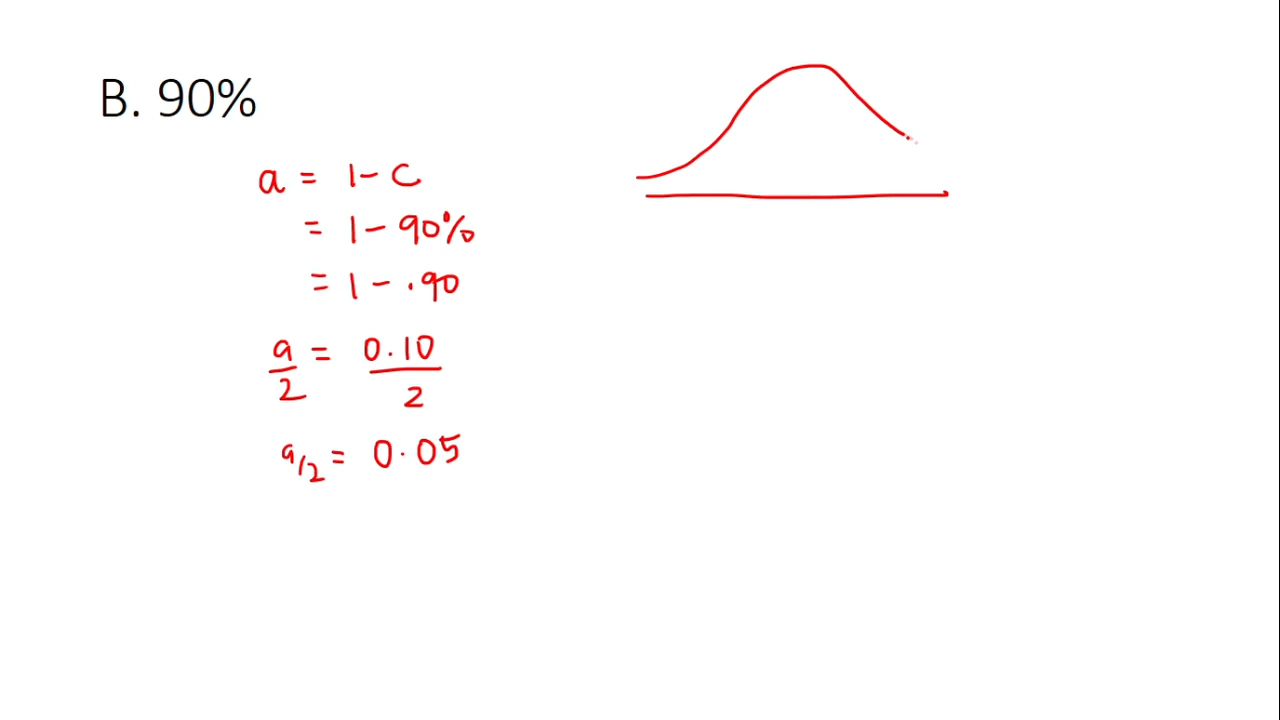 B. 90%
a = 1 - C
= 1 - 90%
= 1 - .90
a/2 = 0.10/2
a/2 = 0.05